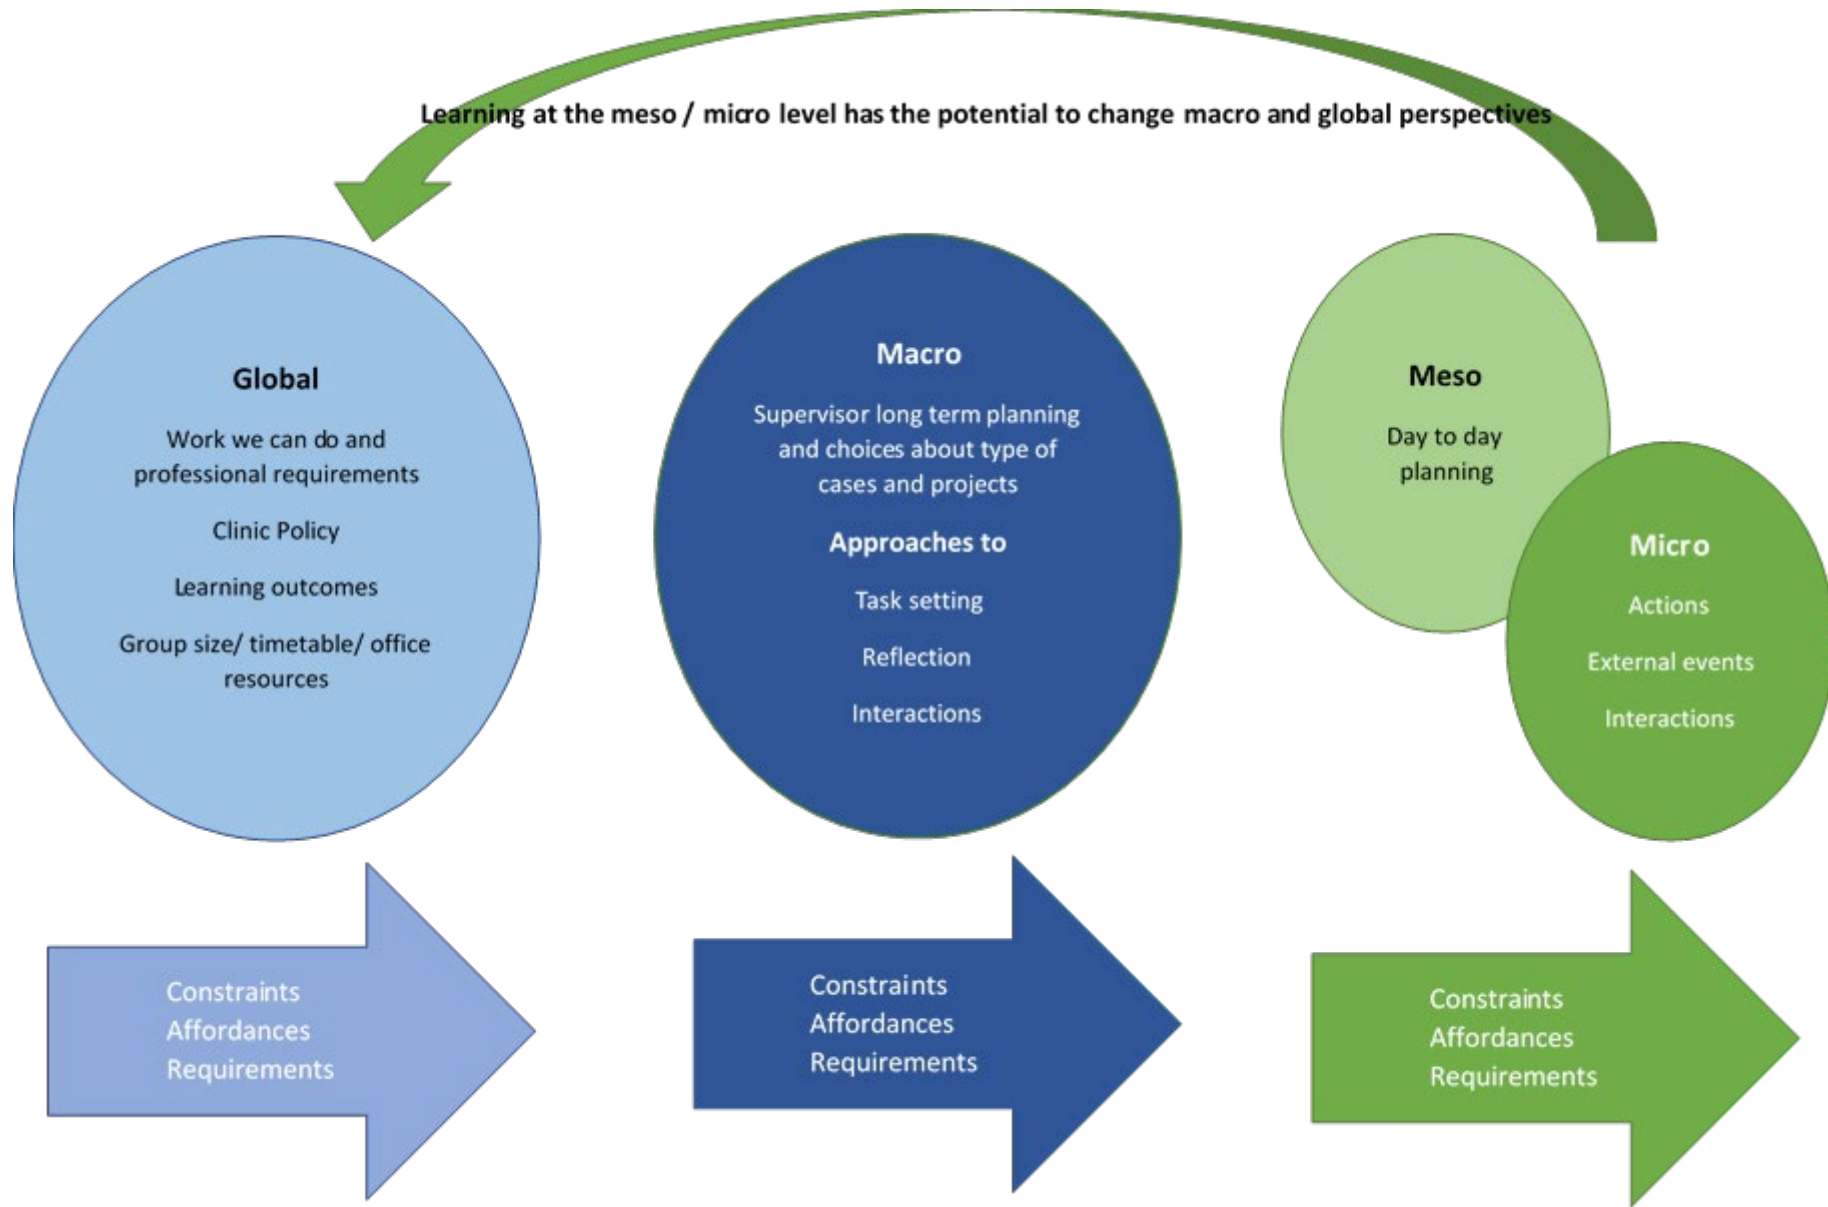 Learning at the meso / micro level has the potential to change macro and global perspectives
Global
Work we can do and
professional requirements
Clinic Policy
Learning outcomes
Group size/ timetable/ office
resources
Macro
Supervisor long term planning
and choices about type of
cases and projects
Approaches to
Task setting
Reflection
Interactions
Meso
Day to day
planning
Micro
Actions
External events
Interactions
Constraints
Affordances
Requirements
Constraints
Affordances
Requirements
Constraints
Affordances
Requirements